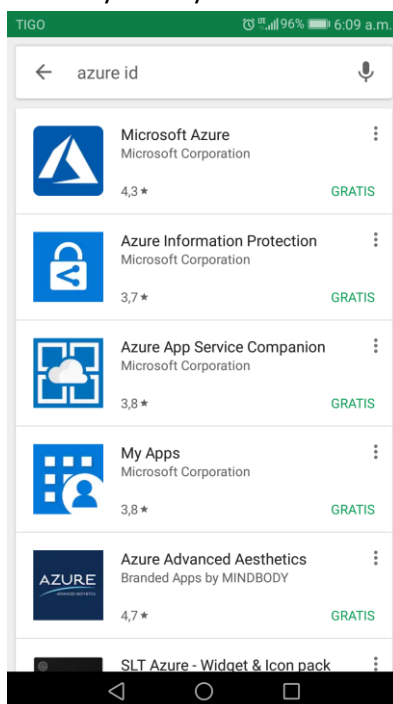 TIGO 96% 6:09 a.m.
azure id
Microsoft Azure
Microsoft Corporation
4,3★ GRATIS
Azure Information Protection
Microsoft Corporation
3,7★ GRATIS
Azure App Service Companion
Microsoft Corporation
3,8★ GRATIS
My Apps
Microsoft Corporation
3,8★ GRATIS
AZURE
Azure Advanced Aesthetics
Branded Apps by MINDBODY
4,7★ GRATIS
SLT Azure - Widget & Icon pack